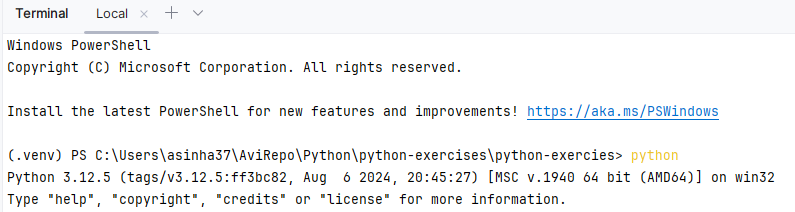 Terminal Local × + ∨
Windows PowerShell
Copyright (C) Microsoft Corporation. All rights reserved.
Install the latest PowerShell for new features and improvements! https://aka.ms/PSWindows
(.venv) PS C:\Users\asinha37\AviRepo\Python\python-exercises\python-exercies> python
Python 3.12.5 (tags/v3.12.5:ff3bc82, Aug  6 2024, 20:45:27) [MSC v.1940 64 bit (AMD64)] on win32
Type "help", "copyright", "credits" or "license" for more information.